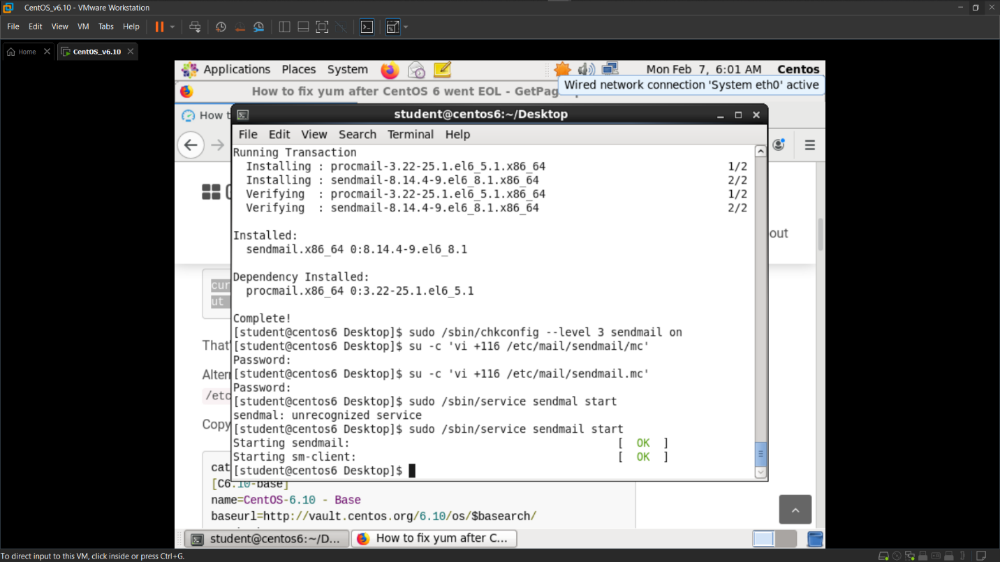 CentOS_v6.10 - VMware Workstation
File Edit View VM Tabs Help
Home
CentOS_v6.10
Applications Places System
Mon Feb 7, 6:01 AM Centos
Wired network connection 'System eth0' active
How to fix yum after CentOS 6 went EOL - GetPag
How t
student@centos6:~/Desktop
File Edit View Search Terminal Help
Running Transaction
Installing : procmail-3.22-25.1.el6_5.1.x86_64 1/2
Installing : sendmail-8.14.4-9.el6_8.1.x86_64 2/2
Verifying : procmail-3.22-25.1.el6_5.1.x86_64 1/2
Verifying : sendmail-8.14.4-9.el6_8.1.x86_64 2/2
Installed:
sendmail.x86_64 0:8.14.4-9.el6_8.1
Dependency Installed:
procmail.x86_64 0:3.22-25.1.el6_5.1
Complete!
[student@centos6 Desktop]$ sudo /sbin/chkconfig --level 3 sendmail on
[student@centos6 Desktop]$ su -c 'vi +116 /etc/mail/sendmail/mc'
Password:
[student@centos6 Desktop]$ su -c 'vi +116 /etc/mail/sendmail.mc'
Password:
[student@centos6 Desktop]$ sudo /sbin/service sendmal start
sendmal: unrecognized service
[student@centos6 Desktop]$ sudo /sbin/service sendmail start
Starting sendmail: [ OK ]
Starting sm-client: [ OK ]
[student@centos6 Desktop]$
out
cur
ut
That'
Alter
/etc
Copy
cat
[C6.10-base]
name=CentOS-6.10 - Base
baseurl=http://vault.centos.org/6.10/os/$basearch/
student@centos6:~/D...
How to fix yum after C...
To direct input to this VM, click inside or press Ctrl+G.